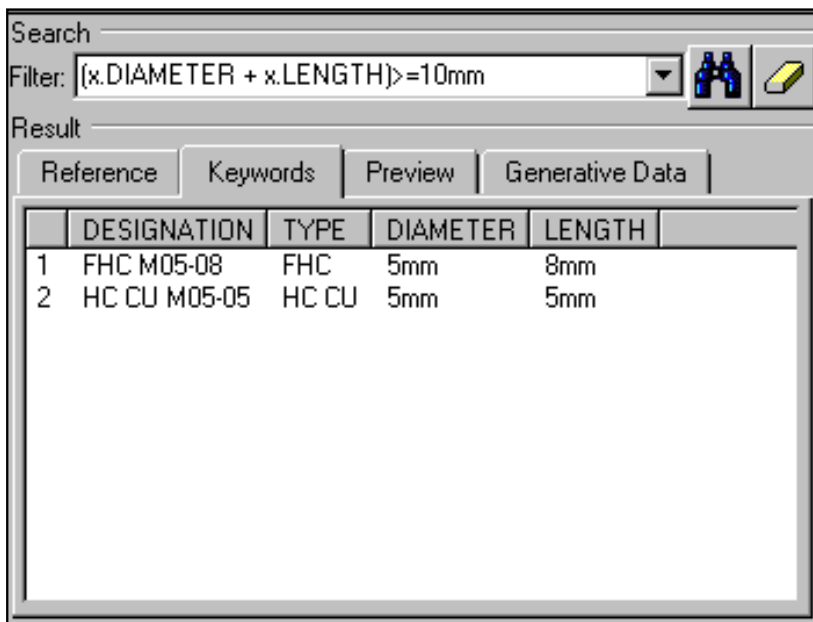 Search
Filter: (x.DIAMETER + x.LENGTH)>=10mm
Result
Reference Keywords Preview Generative Data
DESIGNATION TYPE DIAMETER LENGTH
1 FHC M05-08 FHC 5mm 8mm
2 HC CU M05-05 HC CU 5mm 5mm